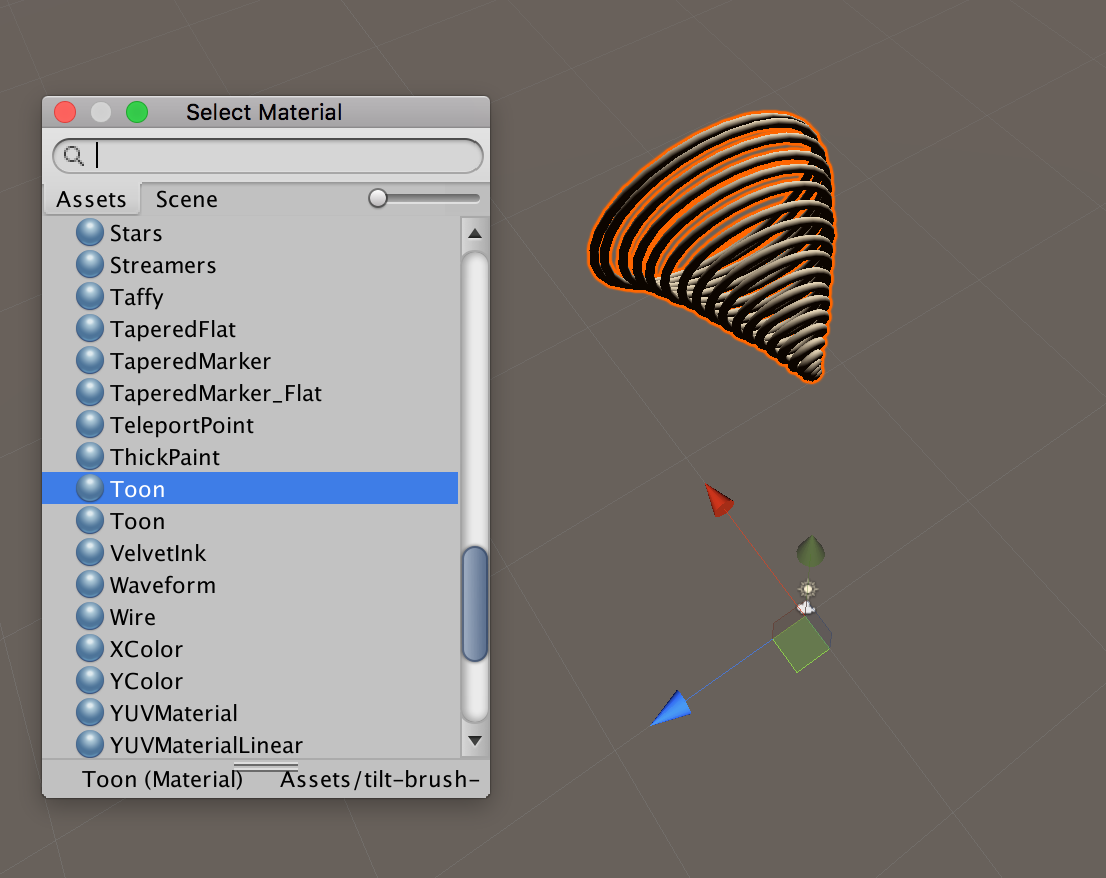 Select Material
Assets Scene
Stars
Streamers
Taffy
TaperedFlat
TaperedMarker
TaperedMarker_Flat
TeleportPoint
ThickPaint
Toon
Toon
VelvetInk
Waveform
Wire
XColor
YColor
YUVMaterial
YUVMaterialLinear
Toon (Material) Assets/tilt-brush-